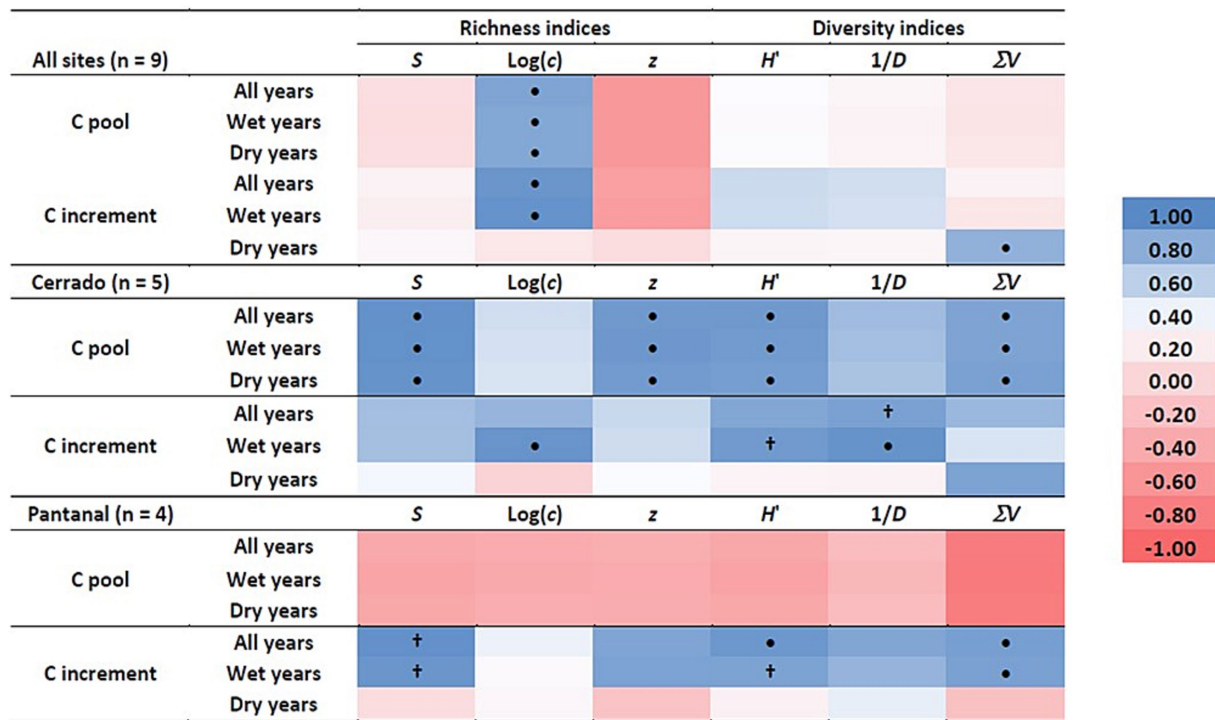 Richness indices Diversity indices
All sites (n = 9) S Log(c) z H' 1/D ΣV
All years •
C pool Wet years •
Dry years •
All years •
C increment Wet years •
Dry years •
Cerrado (n = 5) S Log(c) z H' 1/D ΣV
All years • • • •
C pool Wet years • • • •
Dry years • • • •
All years †
C increment Wet years • † •
Dry years
Pantanal (n = 4) S Log(c) z H' 1/D ΣV
All years
C pool Wet years
Dry years
All years † • •
C increment Wet years † † •
Dry years
1.00
0.80
0.60
0.40
0.20
0.00
-0.20
-0.40
-0.60
-0.80
-1.00